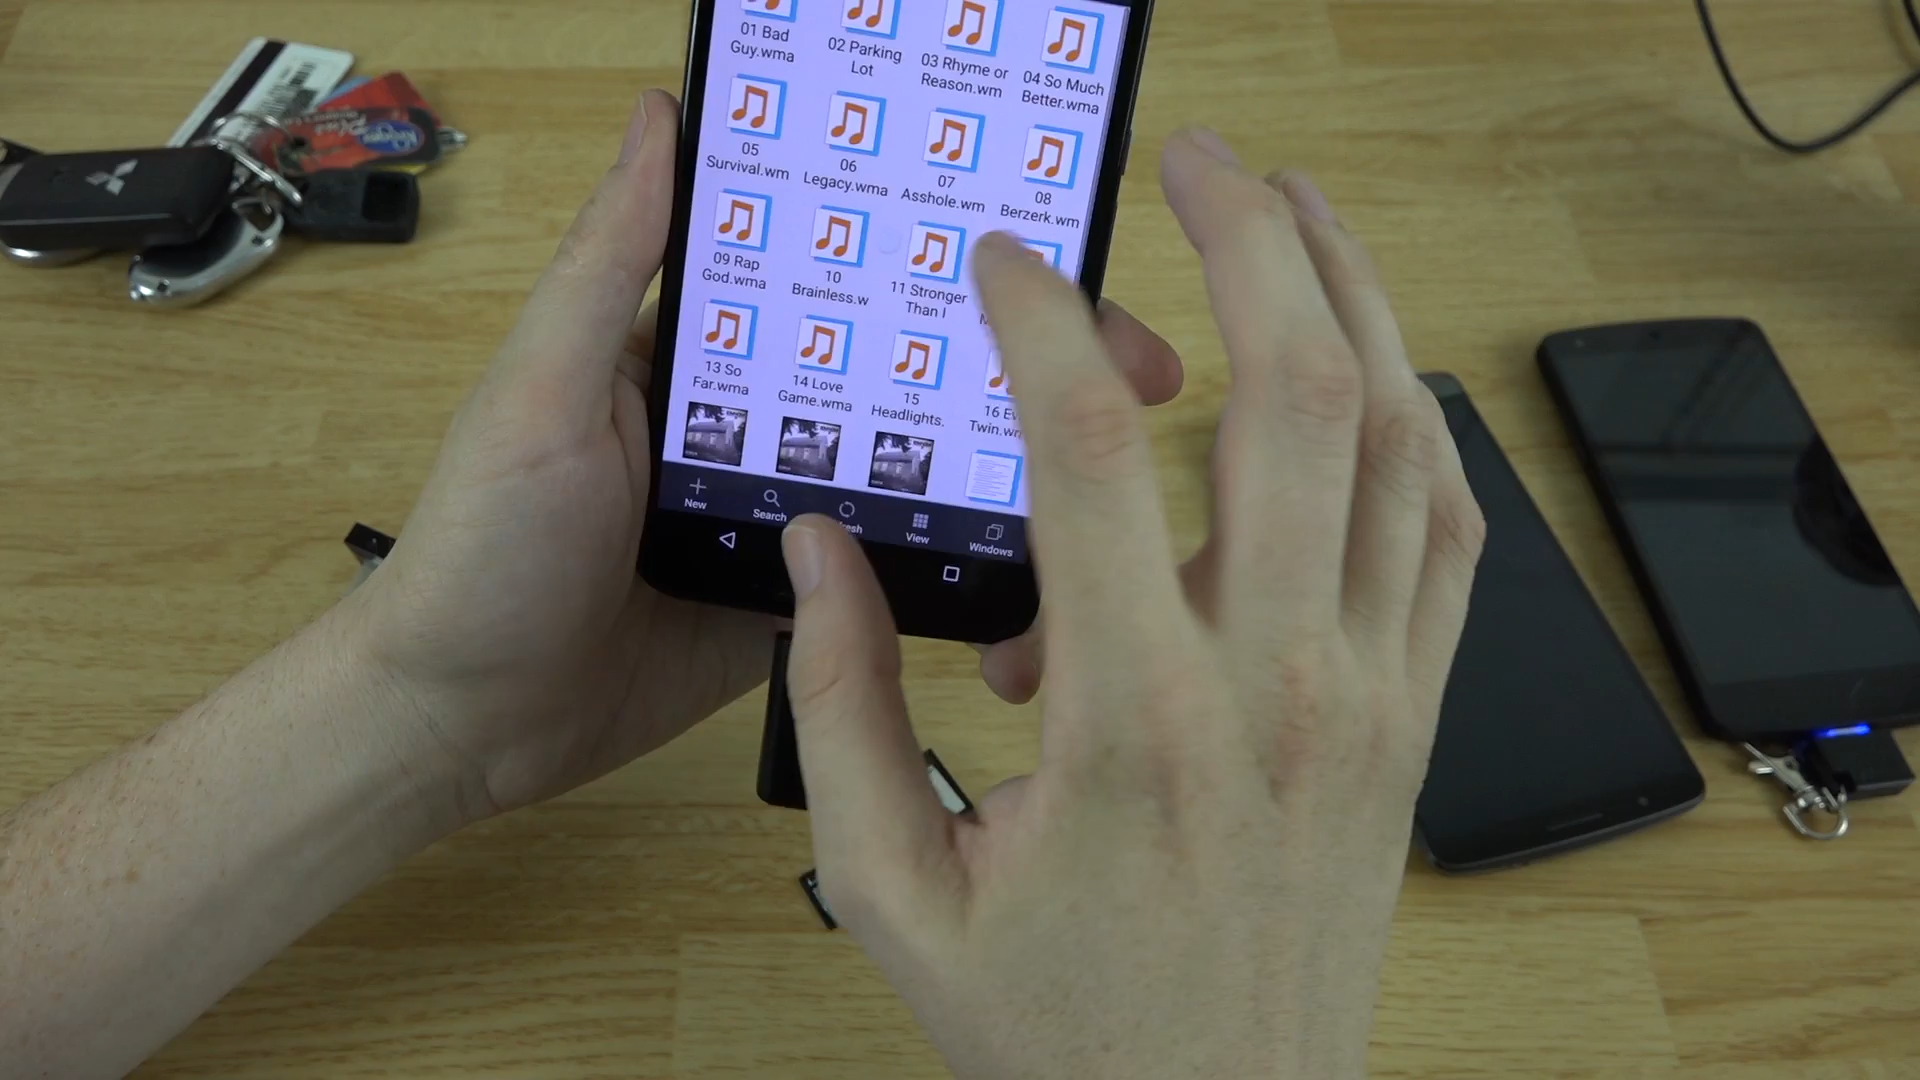 01 Bad
Guy.wma
02 Parking
Lot
03 Rhyme or
Reason.wm
04 So Much
Better.wma
05
Survival.wm
06
Legacy.wma
07
Asshole.wm
08
Berzerk.wm
09 Rap
God.wma
10
Brainless.w
11 Stronger
Than I
13 So
Far.wma
14 Love
Game.wma
15
Headlights.
16
New
Search
View
Windows